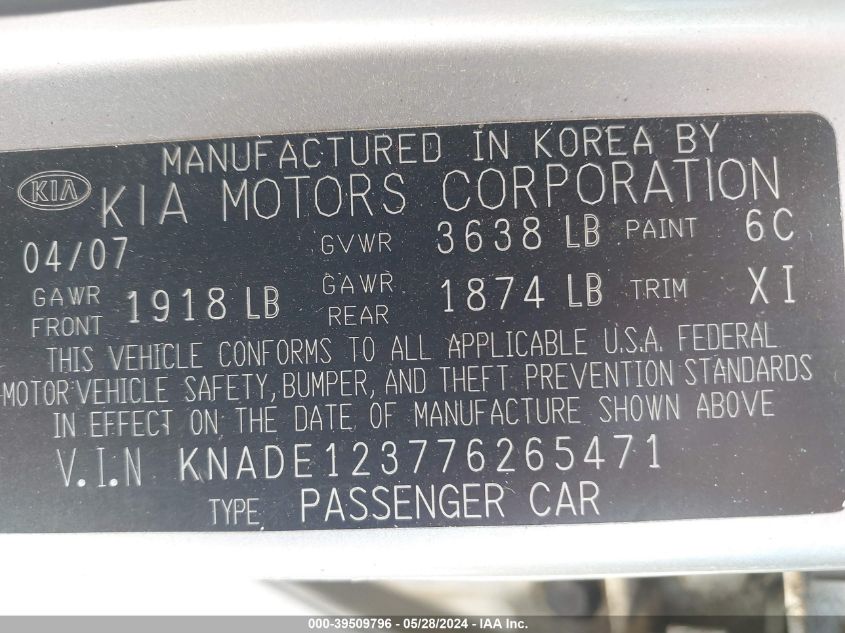 MANUFACTURED IN KOREA BY
KIA KIA MOTORS CORPORATION
04/07 GVWR 3638 LB PAINT 6C
GAWR FRONT 1918 LB GAWR REAR 1874 LB TRIM XI
THIS VEHICLE CONFORMS TO ALL APPLICABLE U.S.A. FEDERAL
MOTOR VEHICLE SAFETY, BUMPER, AND THEFT PREVENTION STANDARDS
IN EFFECT ON THE DATE OF MANUFACTURE SHOWN ABOVE
V.I.N KNADE123776265471
TYPE PASSENGER CAR
000-39509796 - 05/28/2024 - IAA Inc.